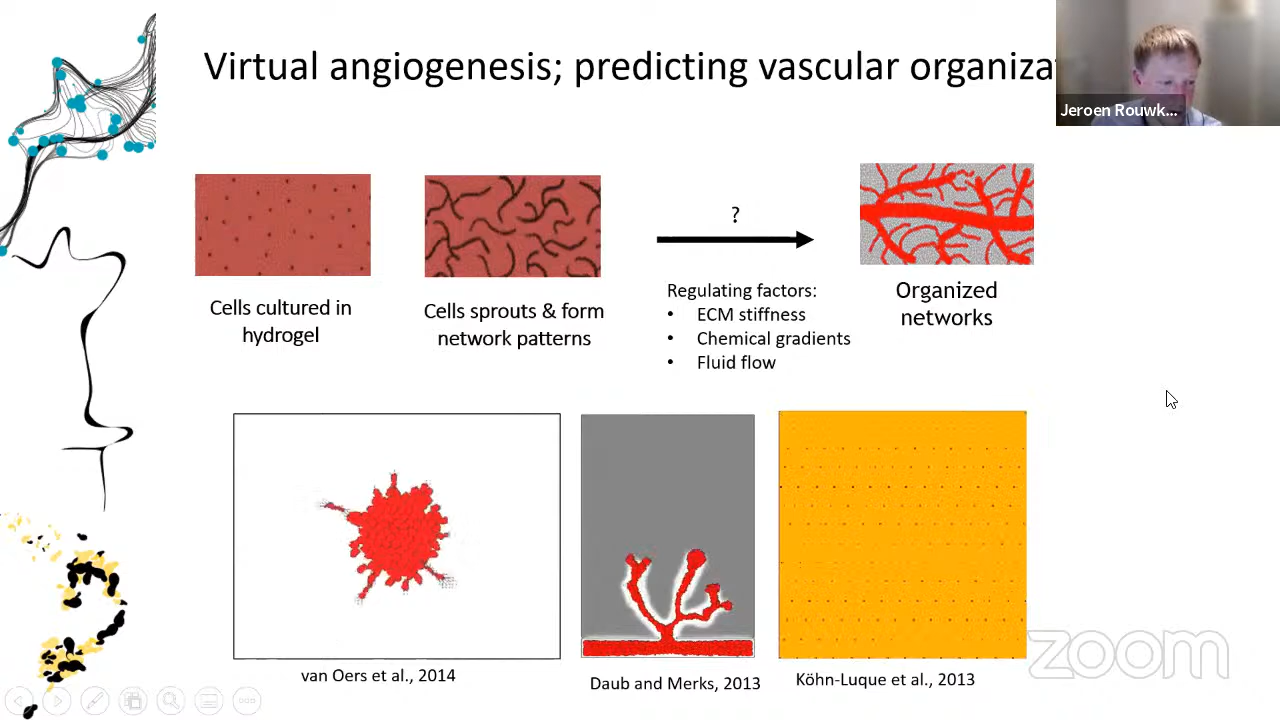 Virtual angiogenesis; predicting vascular organiza
Jeroen Rouwk...
?
Cells cultured in
hydrogel
Cells sprouts & form
network patterns
Regulating factors:
• ECM stiffness
• Chemical gradients
• Fluid flow
Organized
networks
van Oers et al., 2014
Daub and Merks, 2013
Köhn-Luque et al., 2013
zoom